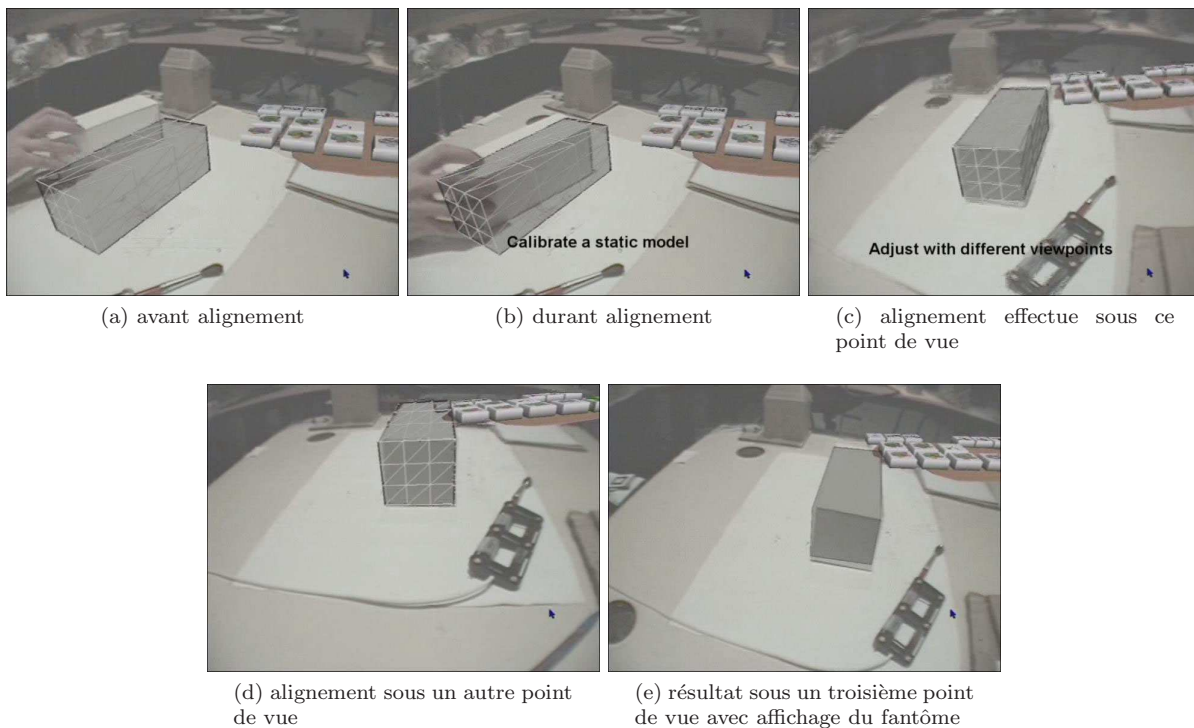 Calibrate a static model
Adjust with different viewpoints
(a) avant alignement
(b) durant alignement
(c) alignement effectue sous ce
point de vue
(d) alignement sous un autre point
de vue
(e) résultat sous un troisième point
de vue avec affichage du fantôme